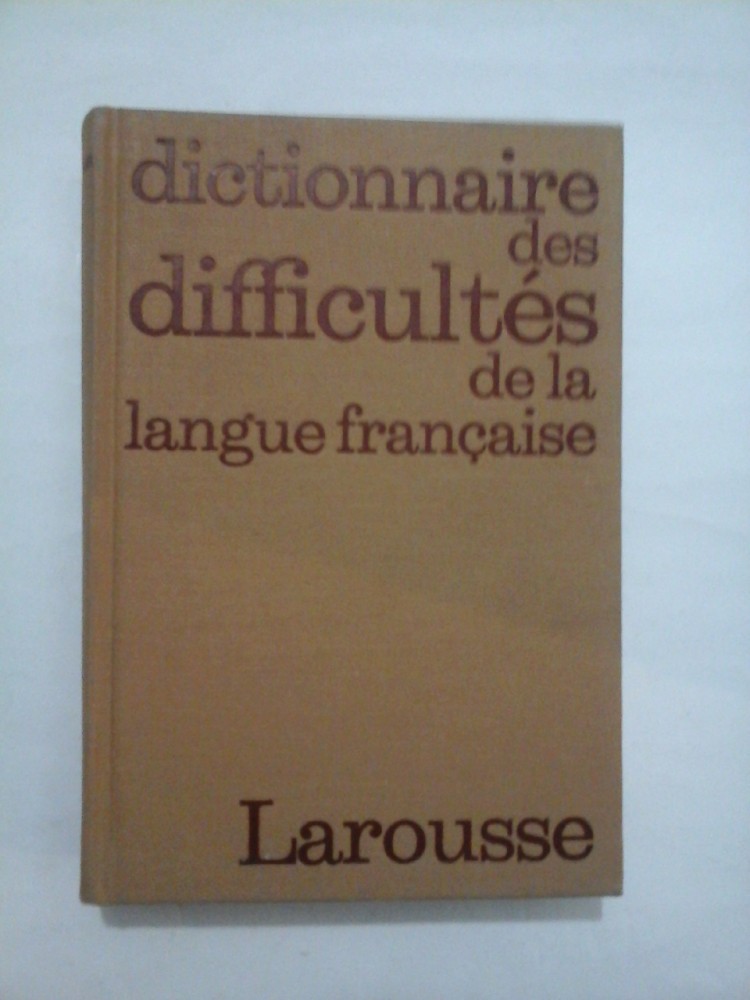 dictionnaire
des
difficultés
de la
langue française
Larousse